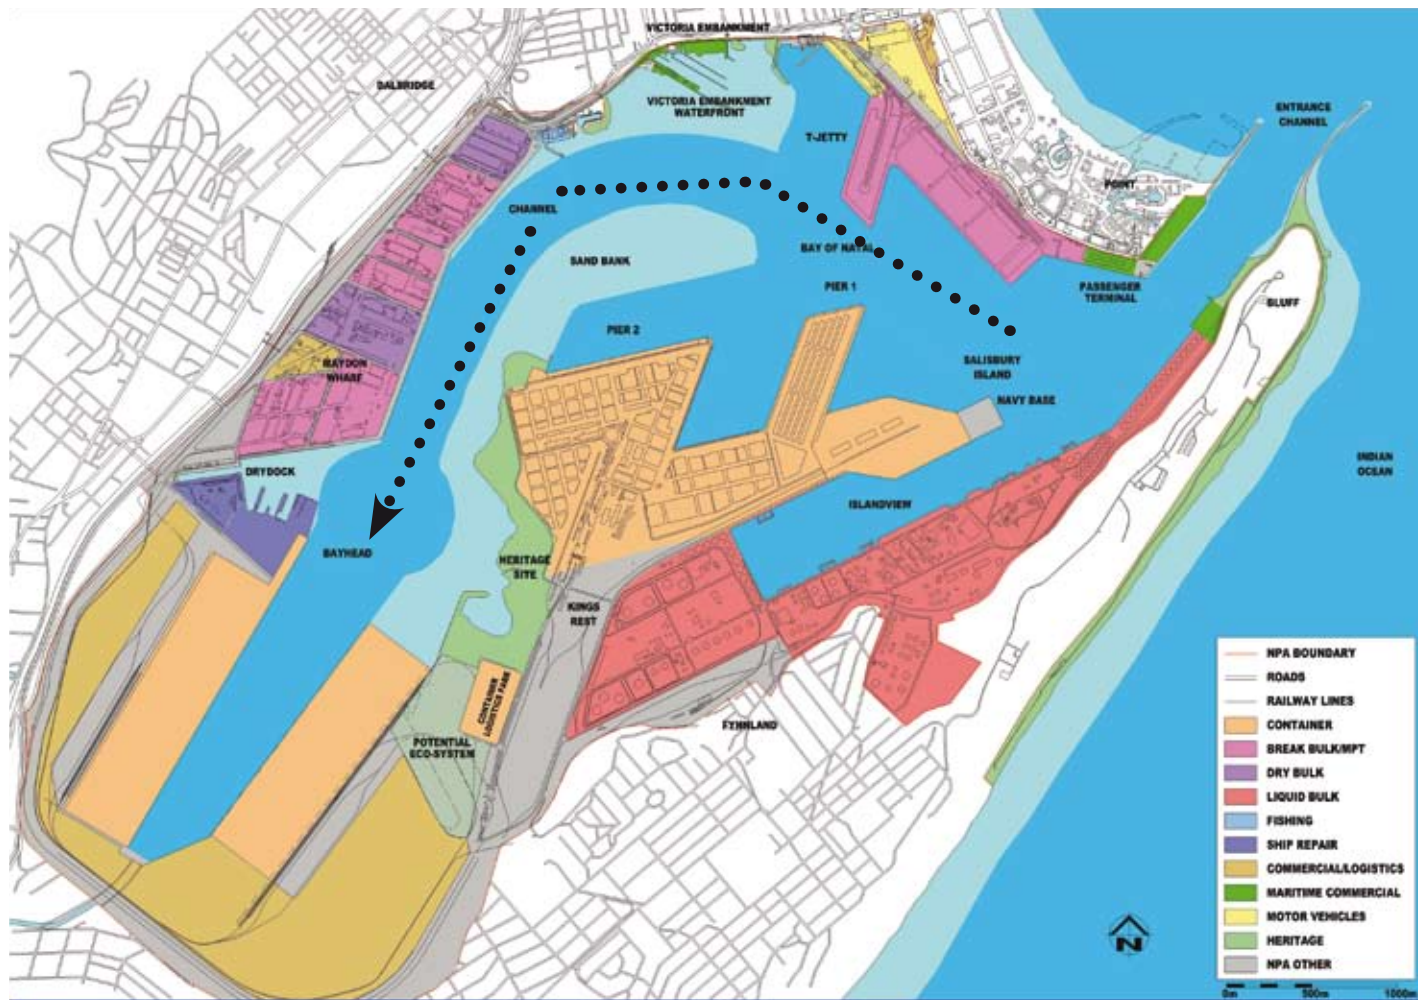 VICTORIA EMBANKMENT
DALBRIDGE
VICTORIA EMBANKMENT
WATERFRONT
T-JETTY
ENTRANCE
CHANNEL
POINT
CHANNEL
BAY OF NATAL
SAND BANK
PIER 1
PASSENGER
TERMINAL
BLUFF
PIER 2
SALISBURY
ISLAND
MAYDON
WHARF
NAVY BASE
DRYDOCK
INDIAN
OCEAN
ISLANDVIEW
BAYHEAD
HERITAGE
SITE
KINGS
REST
CONTAINER
LOGISTICS PARK
FYNNLAND
POTENTIAL
ECO-SYSTEM
NPA BOUNDARY
ROADS
RAILWAY LINES
CONTAINER
BREAK BULK/MPT
DRY BULK
LIQUID BULK
FISHING
SHIP REPAIR
COMMERCIAL/LOGISTICS
MARITIME COMMERCIAL
MOTOR VEHICLES
HERITAGE
NPA OTHER
N
0m 500m 1000m